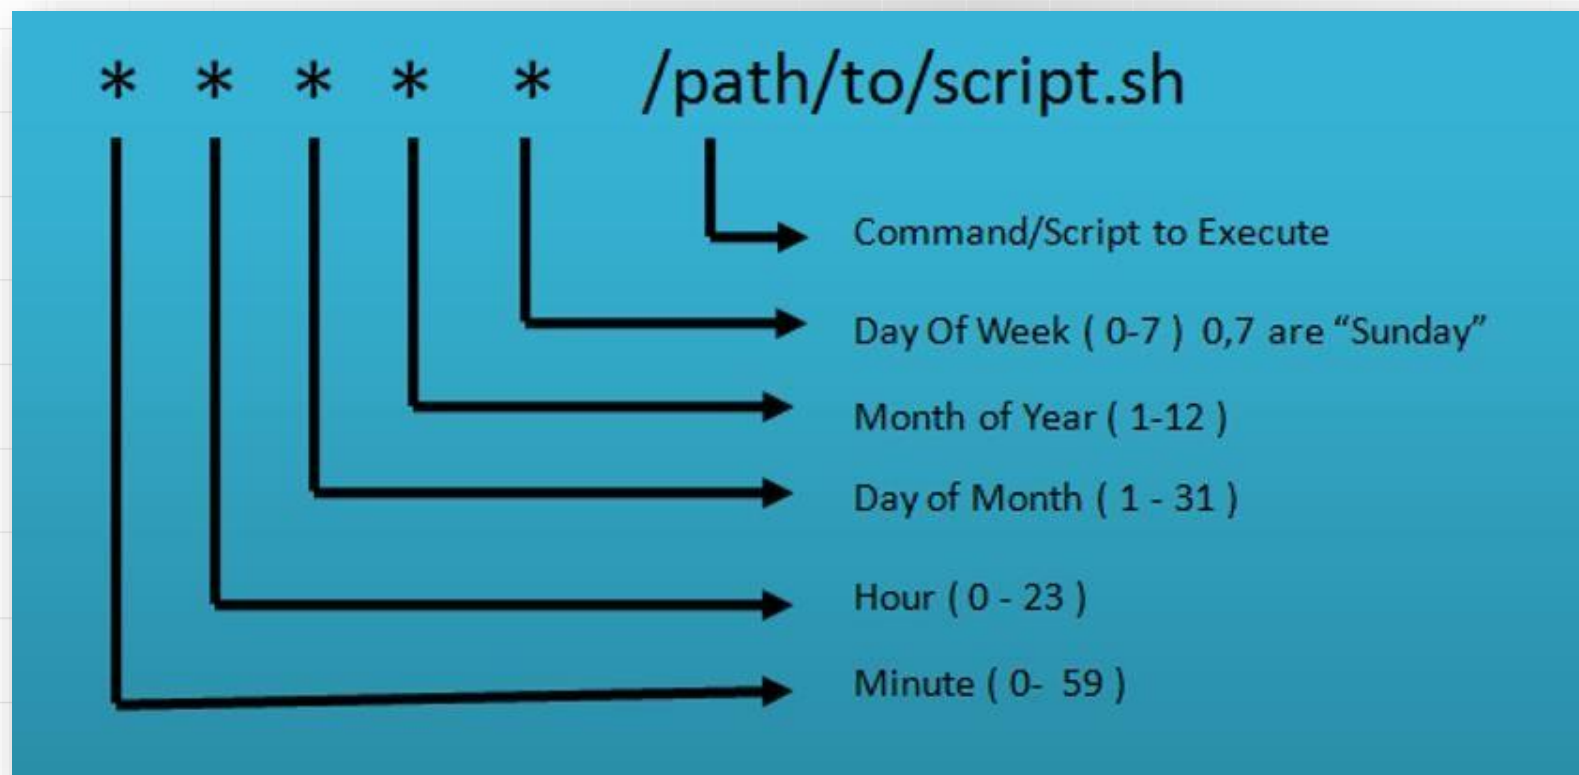 * * * * * /path/to/script.sh
Command/Script to Execute
Day Of Week ( 0-7 ) 0,7 are “Sunday”
Month of Year ( 1-12 )
Day of Month ( 1 - 31 )
Hour ( 0 - 23 )
Minute ( 0- 59 )